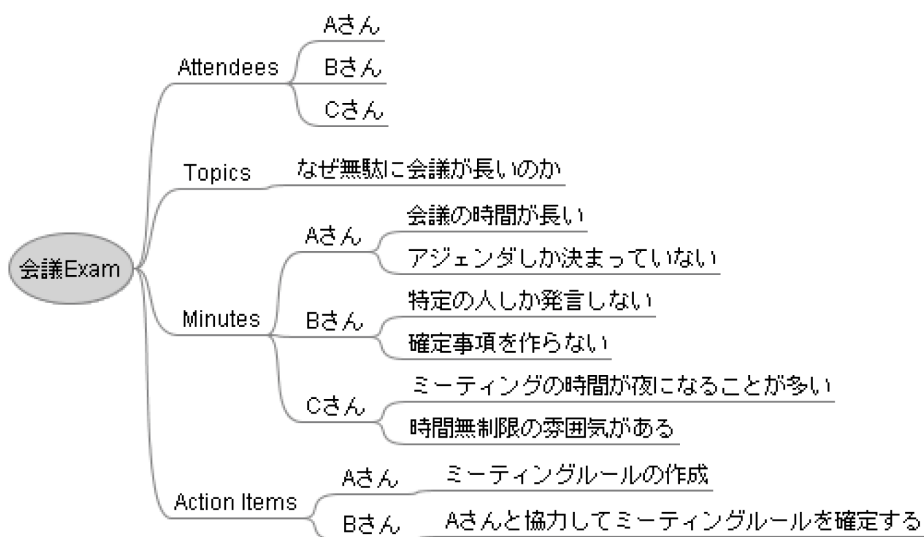 会議Exam
Attendees
Aさん
Bさん
Cさん
Topics
なぜ無駄に会議が長いのか
Minutes
Aさん
会議の時間が長い
アジェンダしか決まっていない
Bさん
特定の人しか発言しない
確定事項を作らない
Cさん
ミーティングの時間が夜になることが多い
時間無制限の雰囲気がある
Action Items
Aさん
ミーティングルールの作成
Bさん
Aさんと協力してミーティングルールを確定する